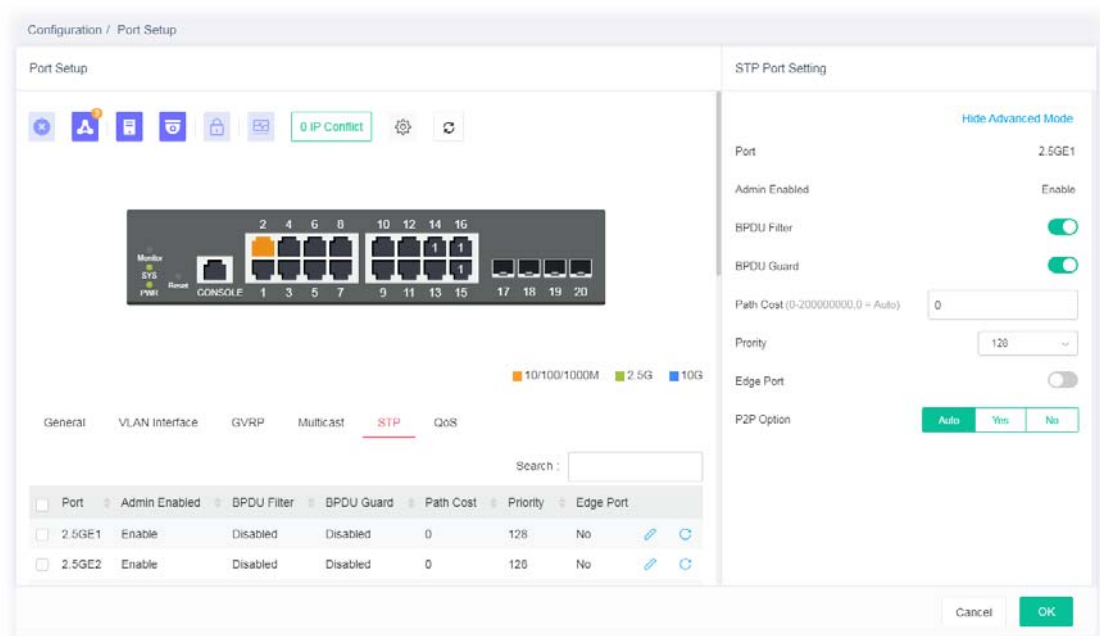 Configuration / Port Setup
Port Setup
STP Port Setting
3
0 IP Conflict
Hide Advanced Mode
Port 2.5GE1
Admin Enabled Enable
BPDU Filter
BPDU Guard
Path Cost (0-200000000,0 = Auto) 0
Prority 128
Edge Port
P2P Option Auto Yes No
2 4 6 8 10 12 14 16
Monitor
SYS
PWR
Reset
CONSOLE
1 1
1
1 3 5 7 9 11 13 15 17 18 19 20
10/100/1000M 2.5G 10G
General VLAN Interface GVRP Multicast STP QoS
Search :
Port Admin Enabled BPDU Filter BPDU Guard Path Cost Priority Edge Port
2.5GE1 Enable Disabled Disabled 0 128 No
2.5GE2 Enable Disabled Disabled 0 128 No
Cancel OK